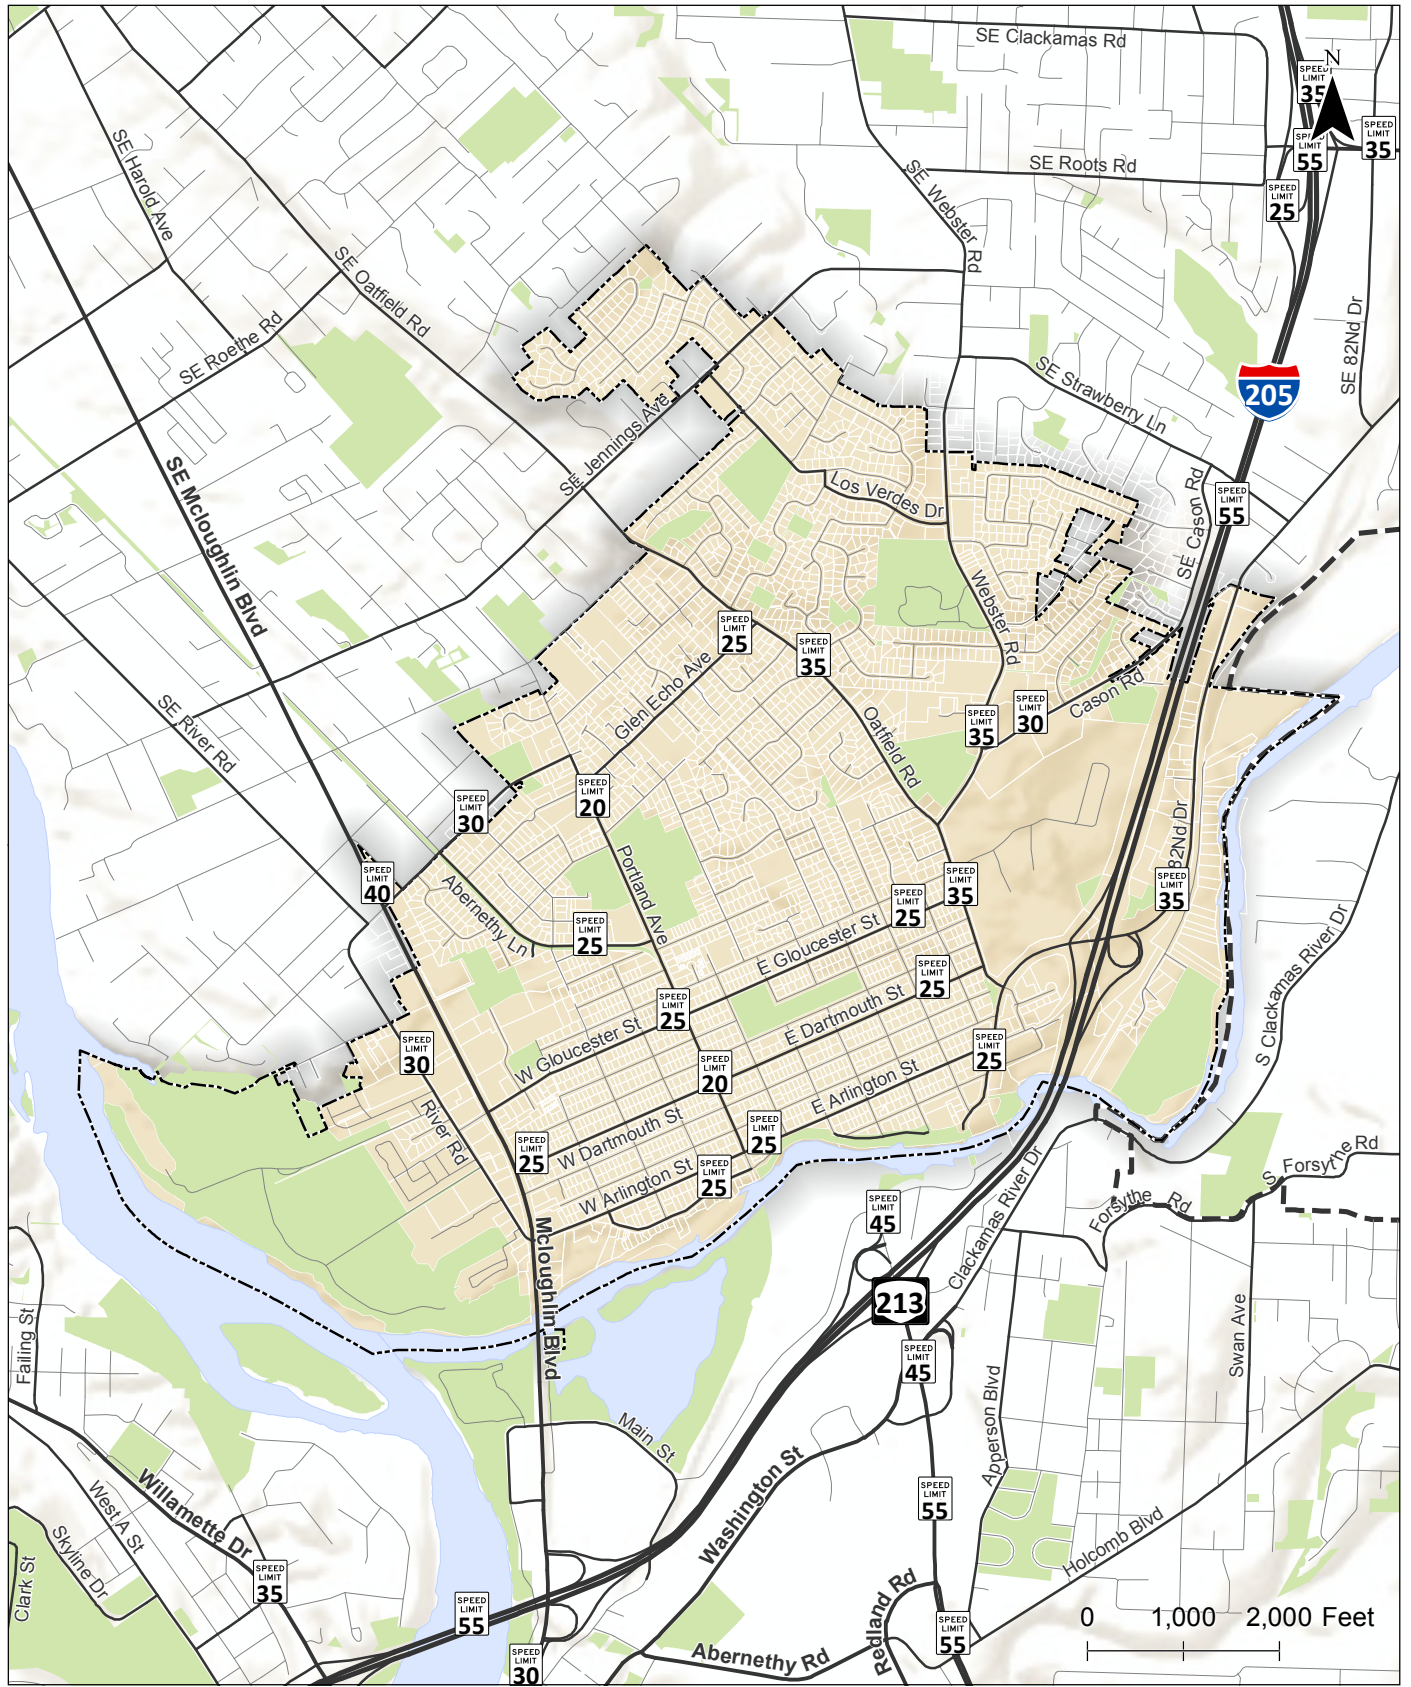 SE Clackamas Rd
N
SPEED
LIMIT
35
SPEED
LIMIT
35
SPEED
LIMIT
55
SE Roots Rd
SE Harold Ave
SE Webster Rd
SPEED
LIMIT
25
SE Oatfield Rd
SE Roethe Rd
SE 82Nd Dr
205
SE Strawberry Ln
SE Jennings Ave
SE Mcloughlin Blvd
Los Verdes Dr
SE Cason Rd
SPEED
LIMIT
55
Webster Rd
SPEED
LIMIT
25
SPEED
LIMIT
35
Glen Echo Ave
SE River Rd
Oatfield Rd
SPEED
LIMIT
35
SPEED
LIMIT
30
Cason Rd
SPEED
LIMIT
20
SPEED
LIMIT
30
82Nd Dr
SPEED
LIMIT
40
Portland Ave
Abernethy Ln
SPEED
LIMIT
35
SPEED
LIMIT
35
SPEED
LIMIT
25
SPEED
LIMIT
25
E Gloucester St
S Clackamas River Dr
SPEED
LIMIT
25
E Dartmouth St
SPEED
LIMIT
25
W Gloucester St
SPEED
LIMIT
30
SPEED
LIMIT
25
SPEED
LIMIT
20
E Arlington St
River Rd
W Dartmouth St
SPEED
LIMIT
25
SPEED
LIMIT
25
W Arlington St
SPEED
LIMIT
25
S Forsythe Rd
Forsythe Rd
Clackamas River Dr
SPEED
LIMIT
45
Mcloughlin Blvd
213
Failing St
Swan Ave
SPEED
LIMIT
45
Apperson Blvd
Main St
Washington St
Willamette Dr
West A St
SPEED
LIMIT
55
Skyline Dr
Clark St
Holcomb Blvd
SPEED
LIMIT
35
Redland Rd
SPEED
LIMIT
55
SPEED
LIMIT
55
0 1,000 2,000 Feet
Abernethy Rd
SPEED
LIMIT
30